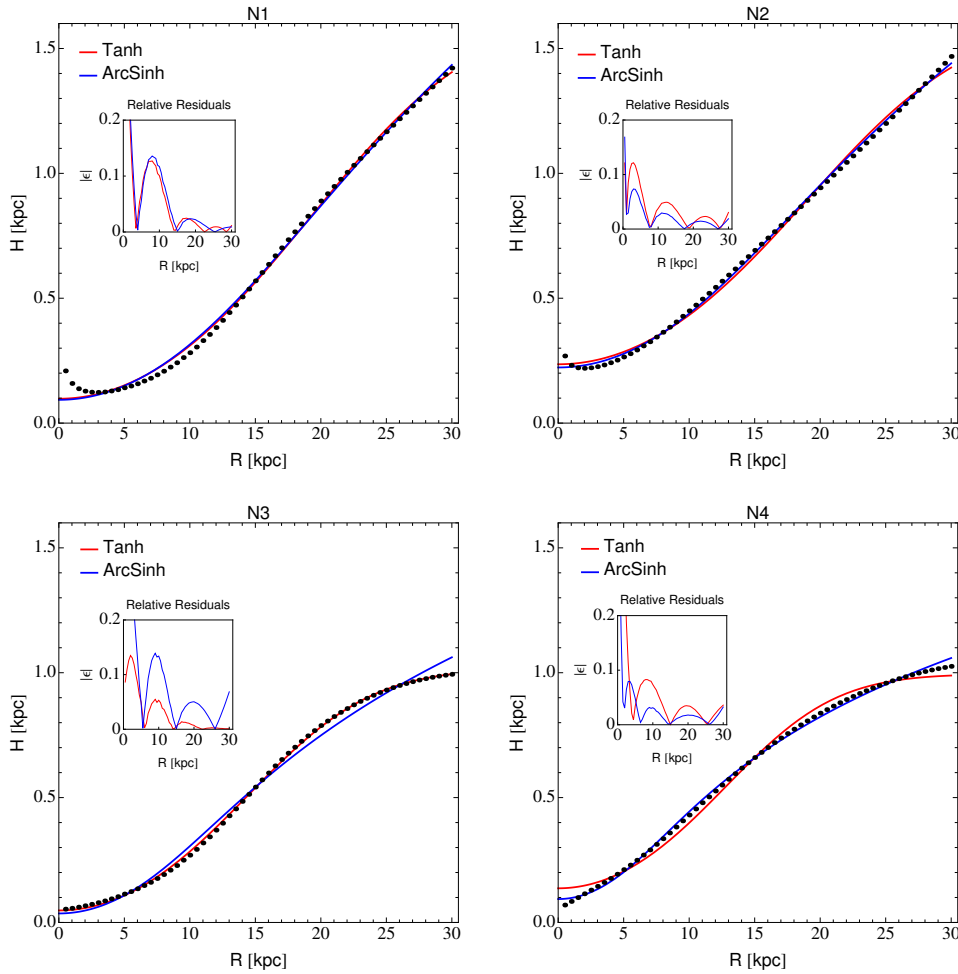 N1
Tanh
ArcSinh
Relative Residuals
0.2
0.1
0
|ϵ|
0 10 20 30
R [kpc]
1.5
1.0
0.5
0.0
H [kpc]
0 5 10 15 20 25 30
R [kpc]
N2
Tanh
ArcSinh
Relative Residuals
0.2
0.1
0
|ϵ|
0 10 20 30
R [kpc]
1.5
1.0
0.5
0.0
H [kpc]
0 5 10 15 20 25 30
R [kpc]
N3
Tanh
ArcSinh
Relative Residuals
0.2
0.1
0
|ϵ|
0 10 20 30
R [kpc]
1.5
1.0
0.5
0.0
H [kpc]
0 5 10 15 20 25 30
R [kpc]
N4
Tanh
ArcSinh
Relative Residuals
0.2
0.1
0
|ϵ|
0 10 20 30
R [kpc]
1.5
1.0
0.5
0.0
H [kpc]
0 5 10 15 20 25 30
R [kpc]